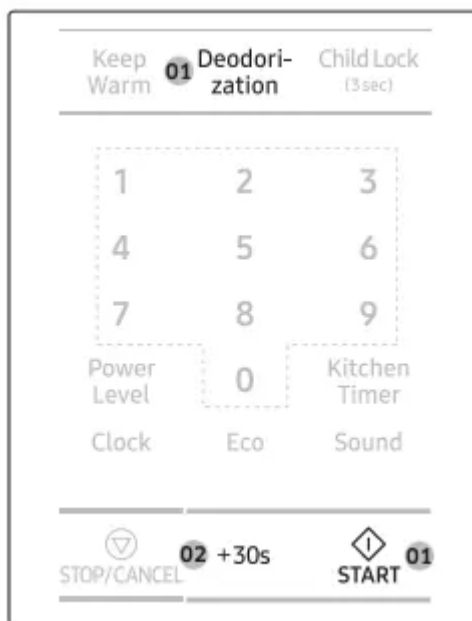 Keep Warm 01 Deodori-zation Child Lock (3 sec)
1 2 3
4 5 6
7 8 9
Power Level 0 Kitchen Timer
Clock Eco Sound
STOP/CANCEL 02 +30s START 01